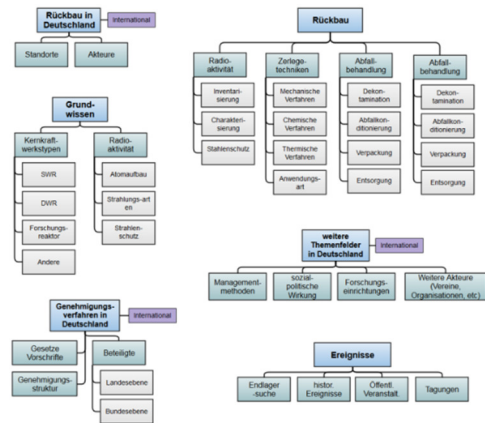 Rückbau in
Deutschland
International
Standorte
Akteure
Grund-
wissen
Kernkraft-
werkstypen
Radio-
aktivität
SWR
DWR
Forschungs-
reaktor
Andere
Atomaufbau
Strahlungs-art
en
Strahlen-
schutz
Genehmigungs-
verfahren in
Deutschland
International
Gesetze
Vorschrifte
Genehmigungs-
struktur
Beteiligte
Landesebene
Bundesebene
Rückbau
Radio-
aktivität
Zerlege-
techniken
Abfall-
behandlung
Abfall-
behandlung
Inventari-
sierung
Charakteri-
sierung
Stahlenschutz
Mechanische
Verfahren
Chemische
Verfahren
Thermische
Verfahren
Anwendungs-
art
Dekon-
tamination
Abfallkon-
ditionierung
Verpackung
Entsorgung
Dekon-
tamination
Abfallkon-
ditionierung
Verpackung
Entsorgung
weitere
Themenfelder
in Deutschland
International
Management-
methoden
sozial-
politische
Wirkung
Forschungs-
einrichtungen
Weitere Akteure
(Vereine,
Organisationen, etc)
Ereignisse
Endlager
-suche
histor.
Ereignisse
Öffentl.
Veranstalt.
Tagungen